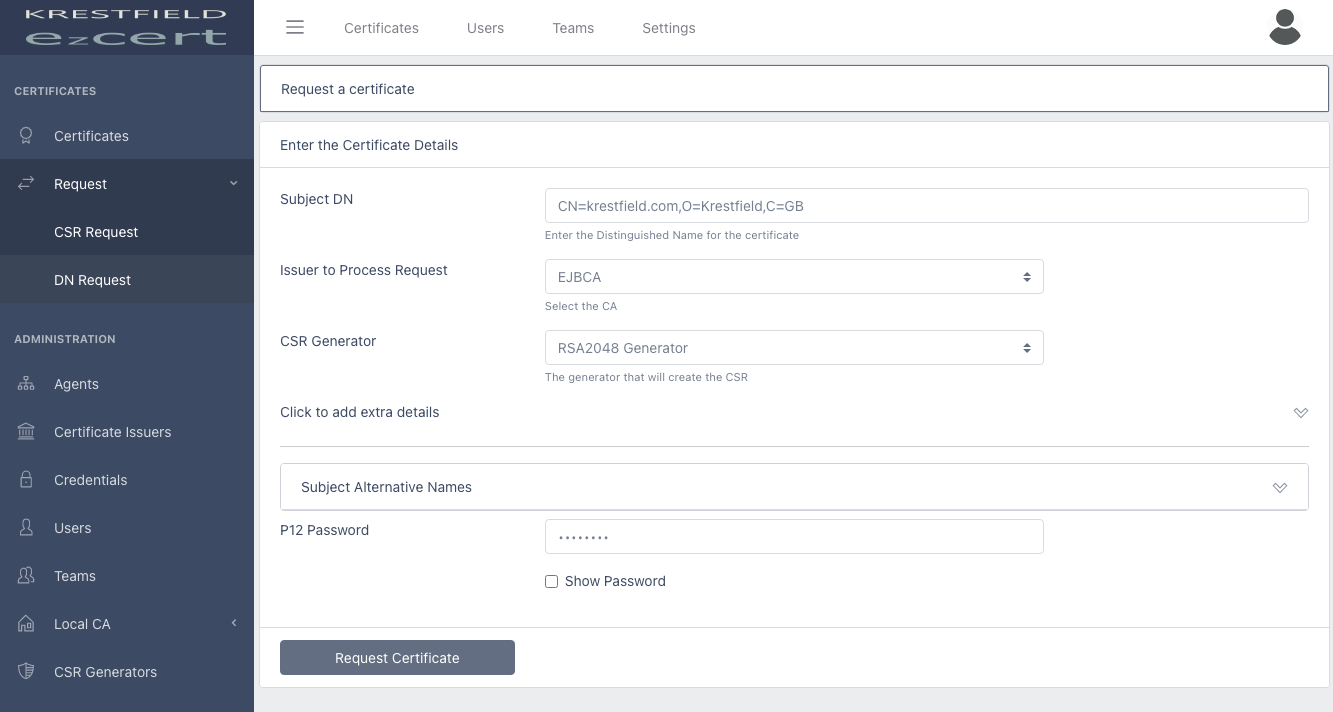 KRESTFIELD
ezcert
Certificates
Users
Teams
Settings
CERTIFICATES
Certificates
Request
CSR Request
DN Request
ADMINISTRATION
Agents
Certificate Issuers
Credentials
Users
Teams
Local CA
CSR Generators
Request a certificate
Enter the Certificate Details
Subject DN
CN=krestfield.com,O=Krestfield,C=GB
Enter the Distinguished Name for the certificate
Issuer to Process Request
EJBCA
Select the CA
CSR Generator
RSA2048 Generator
The generator that will create the CSR
Click to add extra details
Subject Alternative Names
P12 Password
••••••••
Show Password
Request Certificate